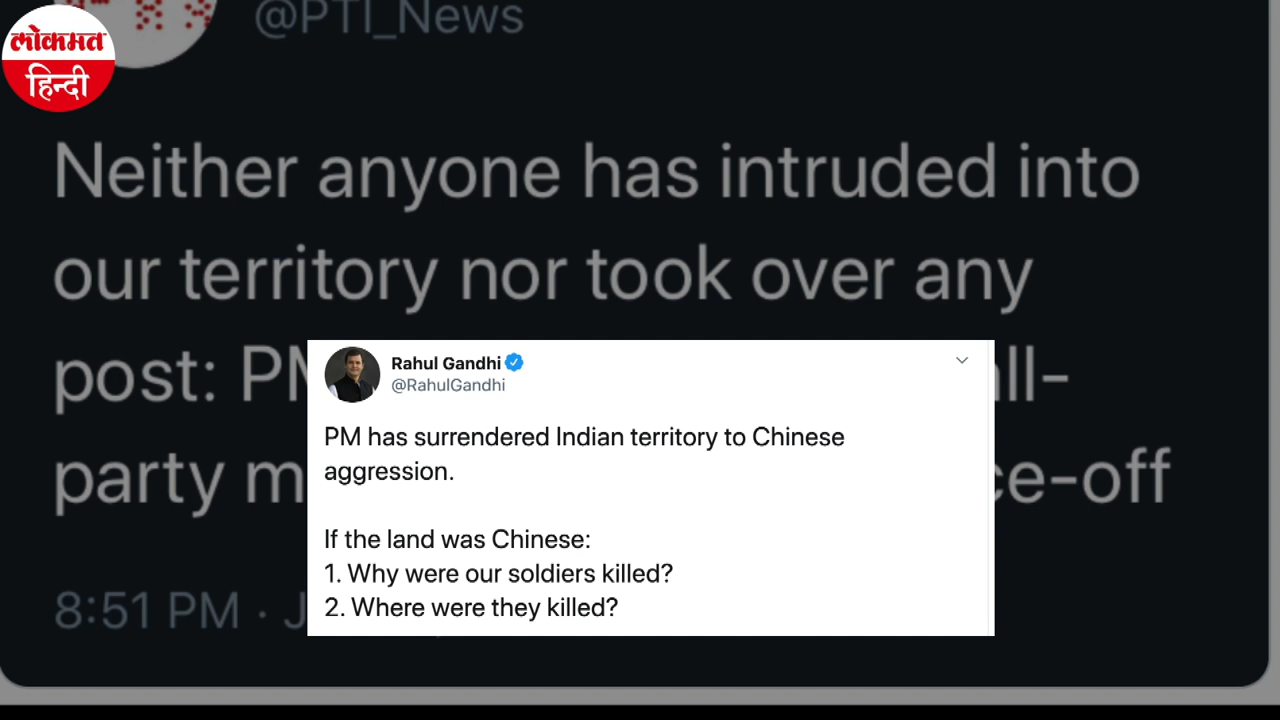 लोकमत
हिन्दी
@PTI_News
Neither anyone has intruded into
our territory nor took over any
post: PM ll-
party m ce-off
8:51 PM · J
Rahul Gandhi
@RahulGandhi
PM has surrendered Indian territory to Chinese
aggression.
If the land was Chinese:
1. Why were our soldiers killed?
2. Where were they killed?